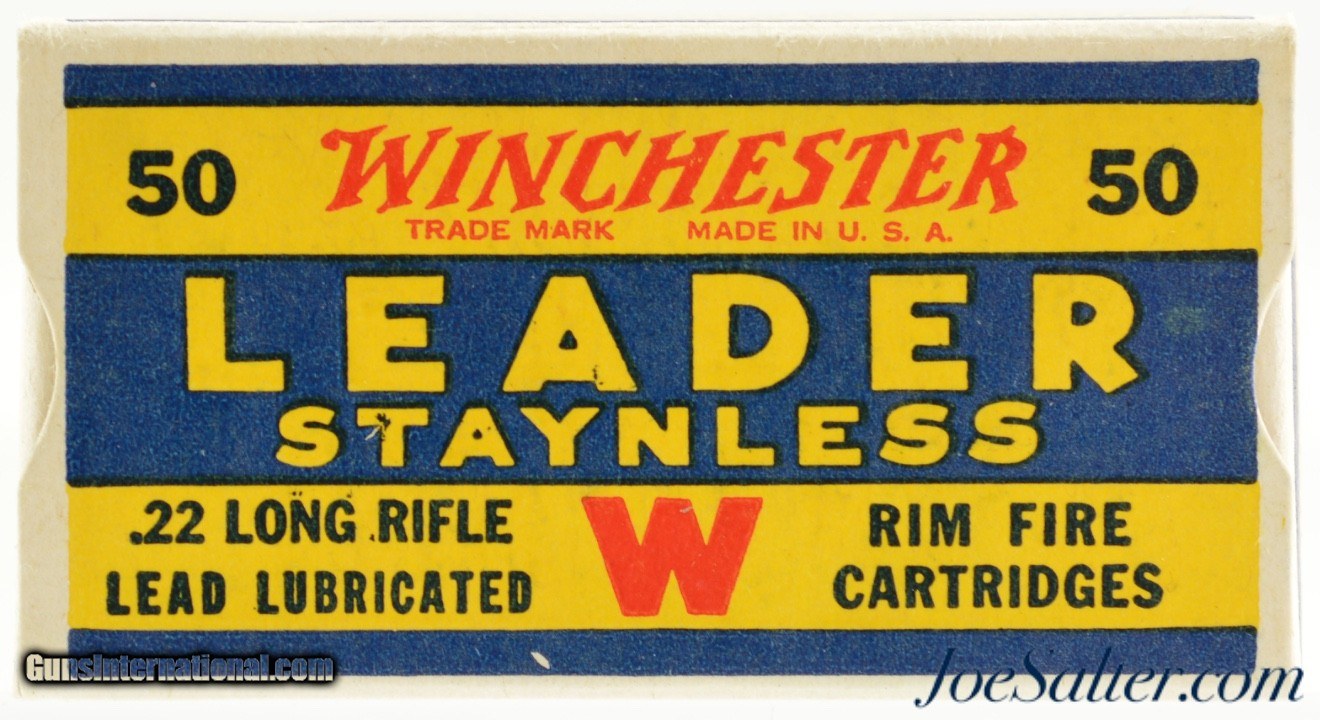 50 WINCHESTER 50
TRADE MARK MADE IN U. S. A.
LEADER
STAYNLESS
.22 LONG RIFLE W RIM FIRE
LEAD LUBRICATED CARTRIDGES
GunsInternational.com
JoeSalter.com